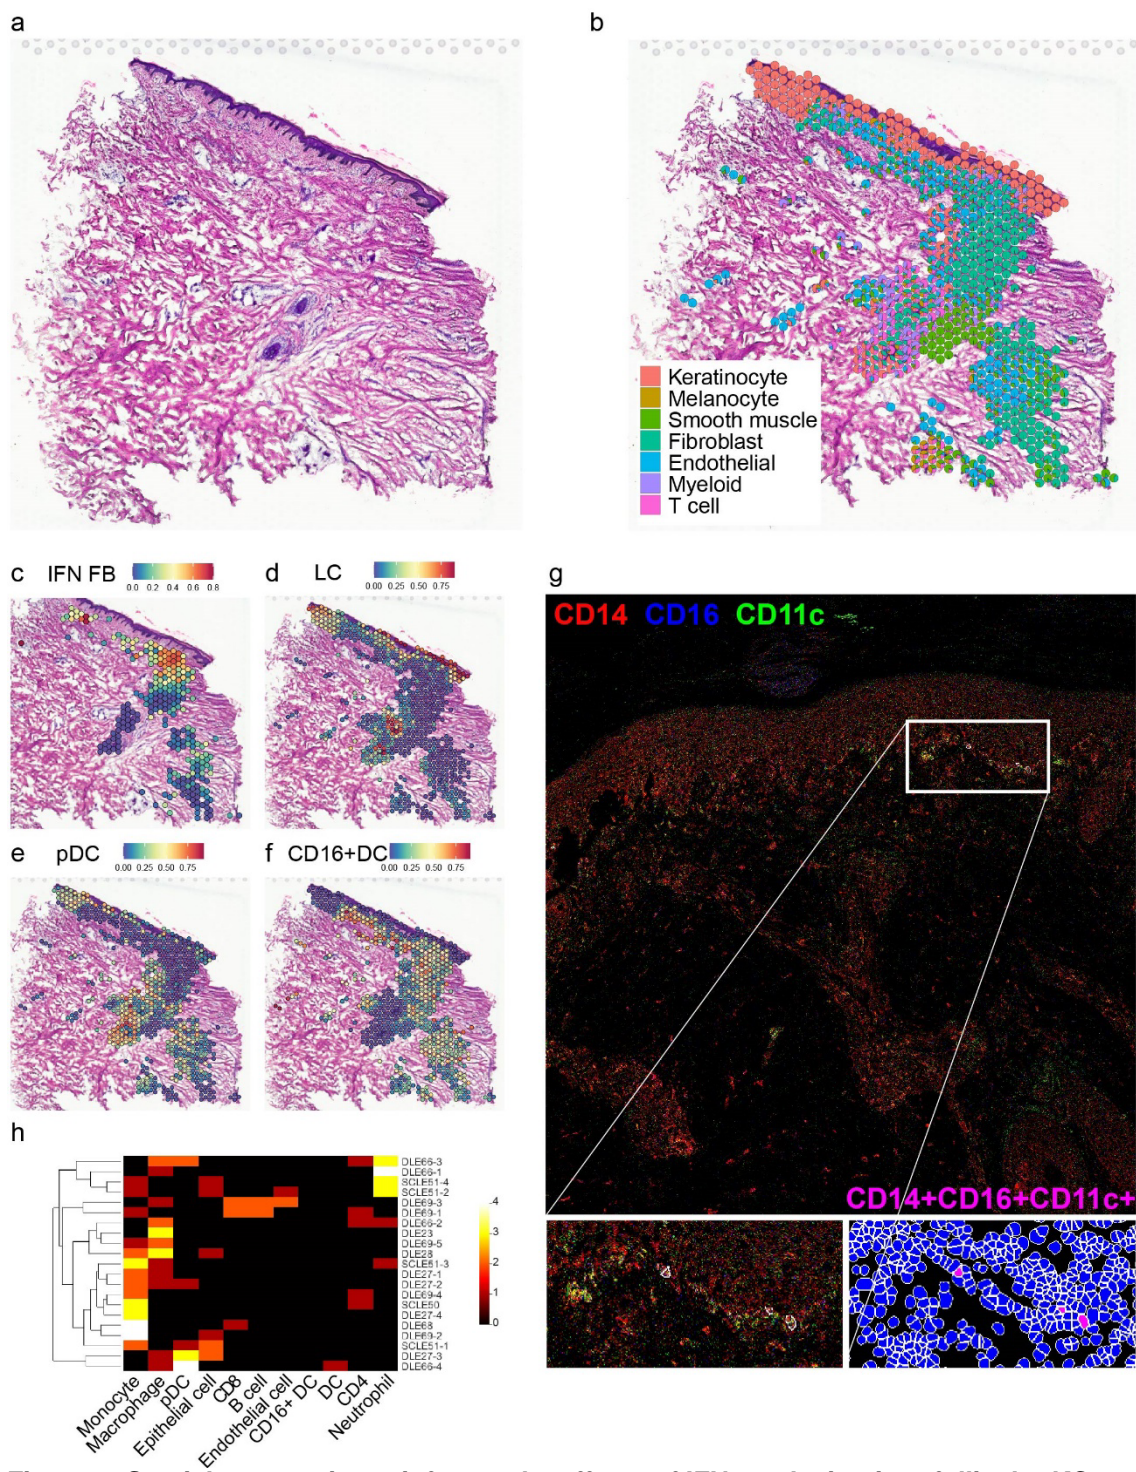 a
b
Keratinocyte
Melanocyte
Smooth muscle
Fibroblast
Endothelial
Myeloid
T cell
c IFN FB
0.0 0.2 0.4 0.6 0.8
d LC
0.00 0.25 0.50 0.75
e pDC
0.00 0.25 0.50 0.75
f CD16+DC
0.00 0.25 0.50 0.75
g
CD14 CD16 CD11c
CD14+CD16+CD11c+
h
DLE66-3
DLE66-1
SCLE51-4
SCLE51-2
DLE69-3
DLE69-1
DLE66-2
DLE23
DLE69-5
DLE28
SCLE51-3
DLE27-1
DLE27-2
DLE69-4
SCLE50
DLE27-4
DLE68
DLE69-2
SCLE51-1
DLE27-3
DLE66-4
4
3
2
1
0
Monocyte
Macrophage
pDC
Epithelial cell
CD8
B cell
Endothelial cell
CD16+ DC
DC
CD4
Neutrophil